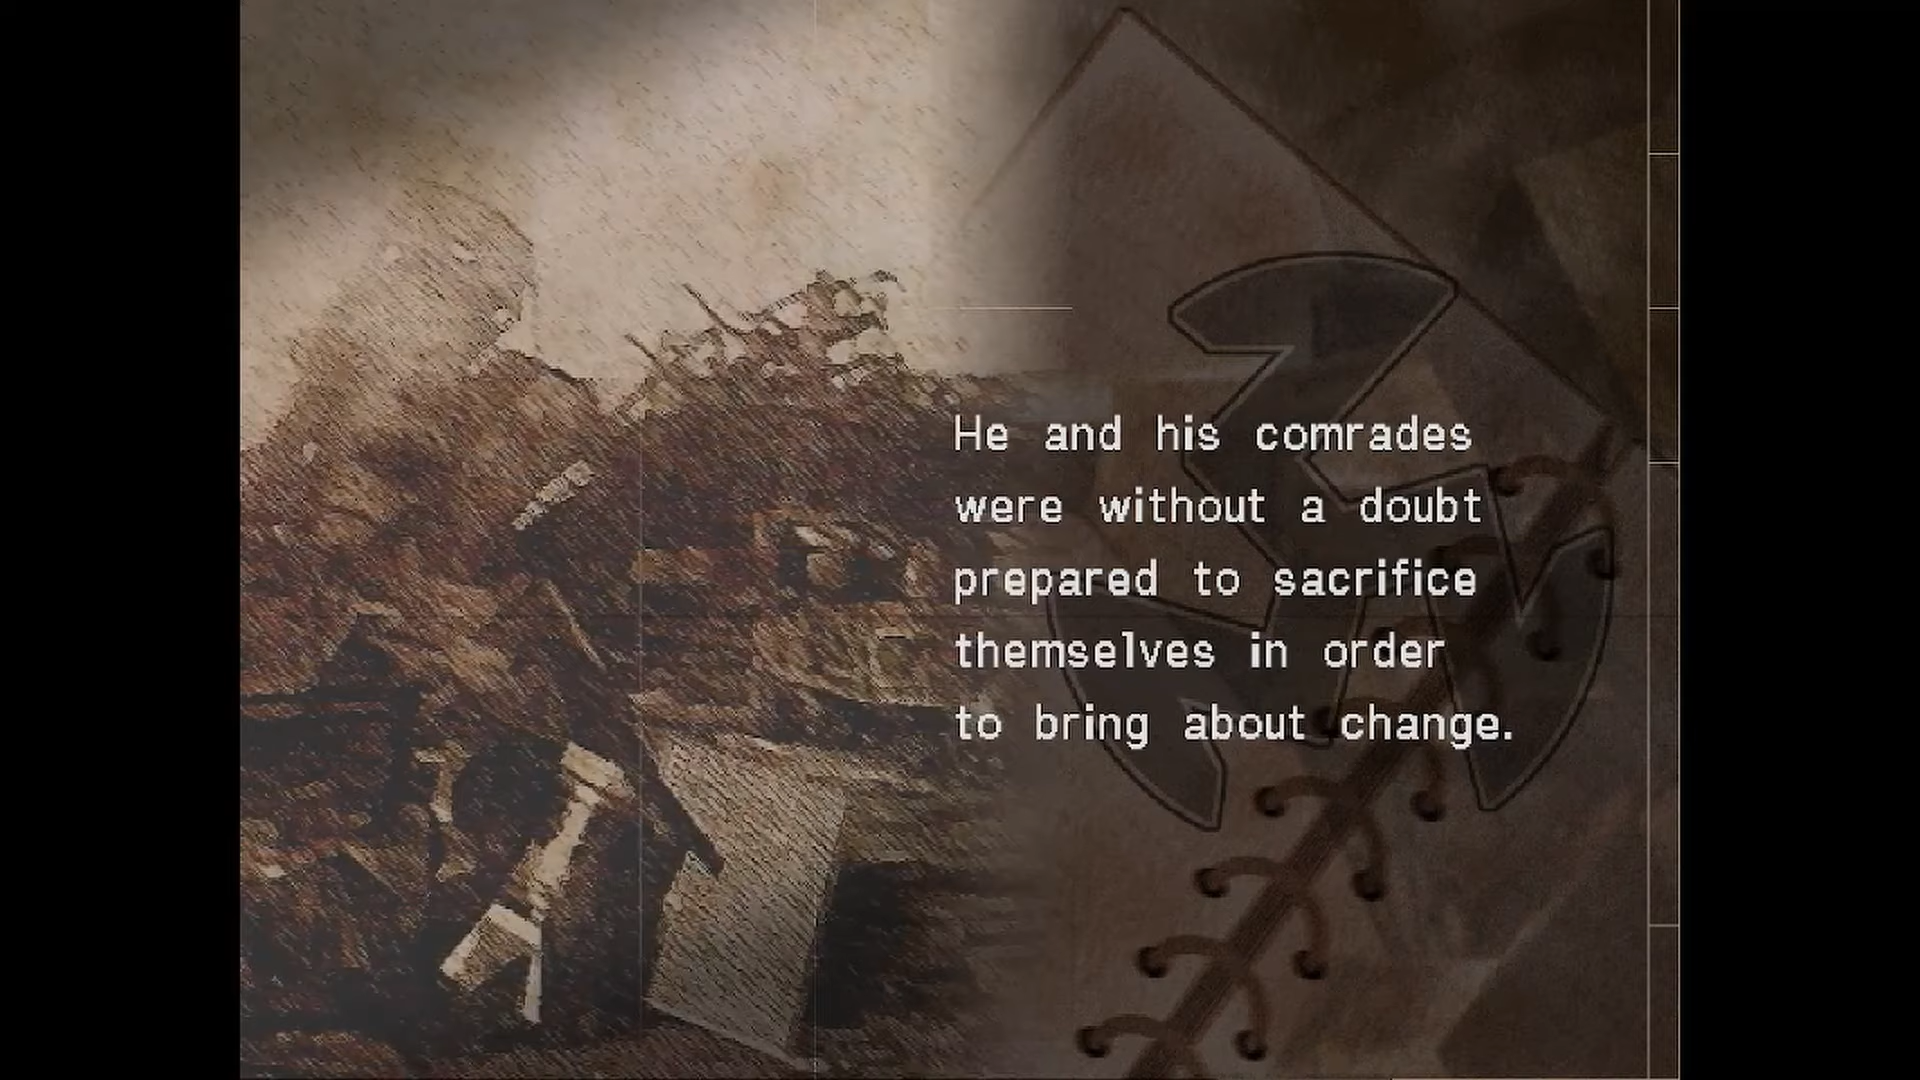 He and his comrades
were without a doubt
prepared to sacrifice
themselves in order
to bring about change.